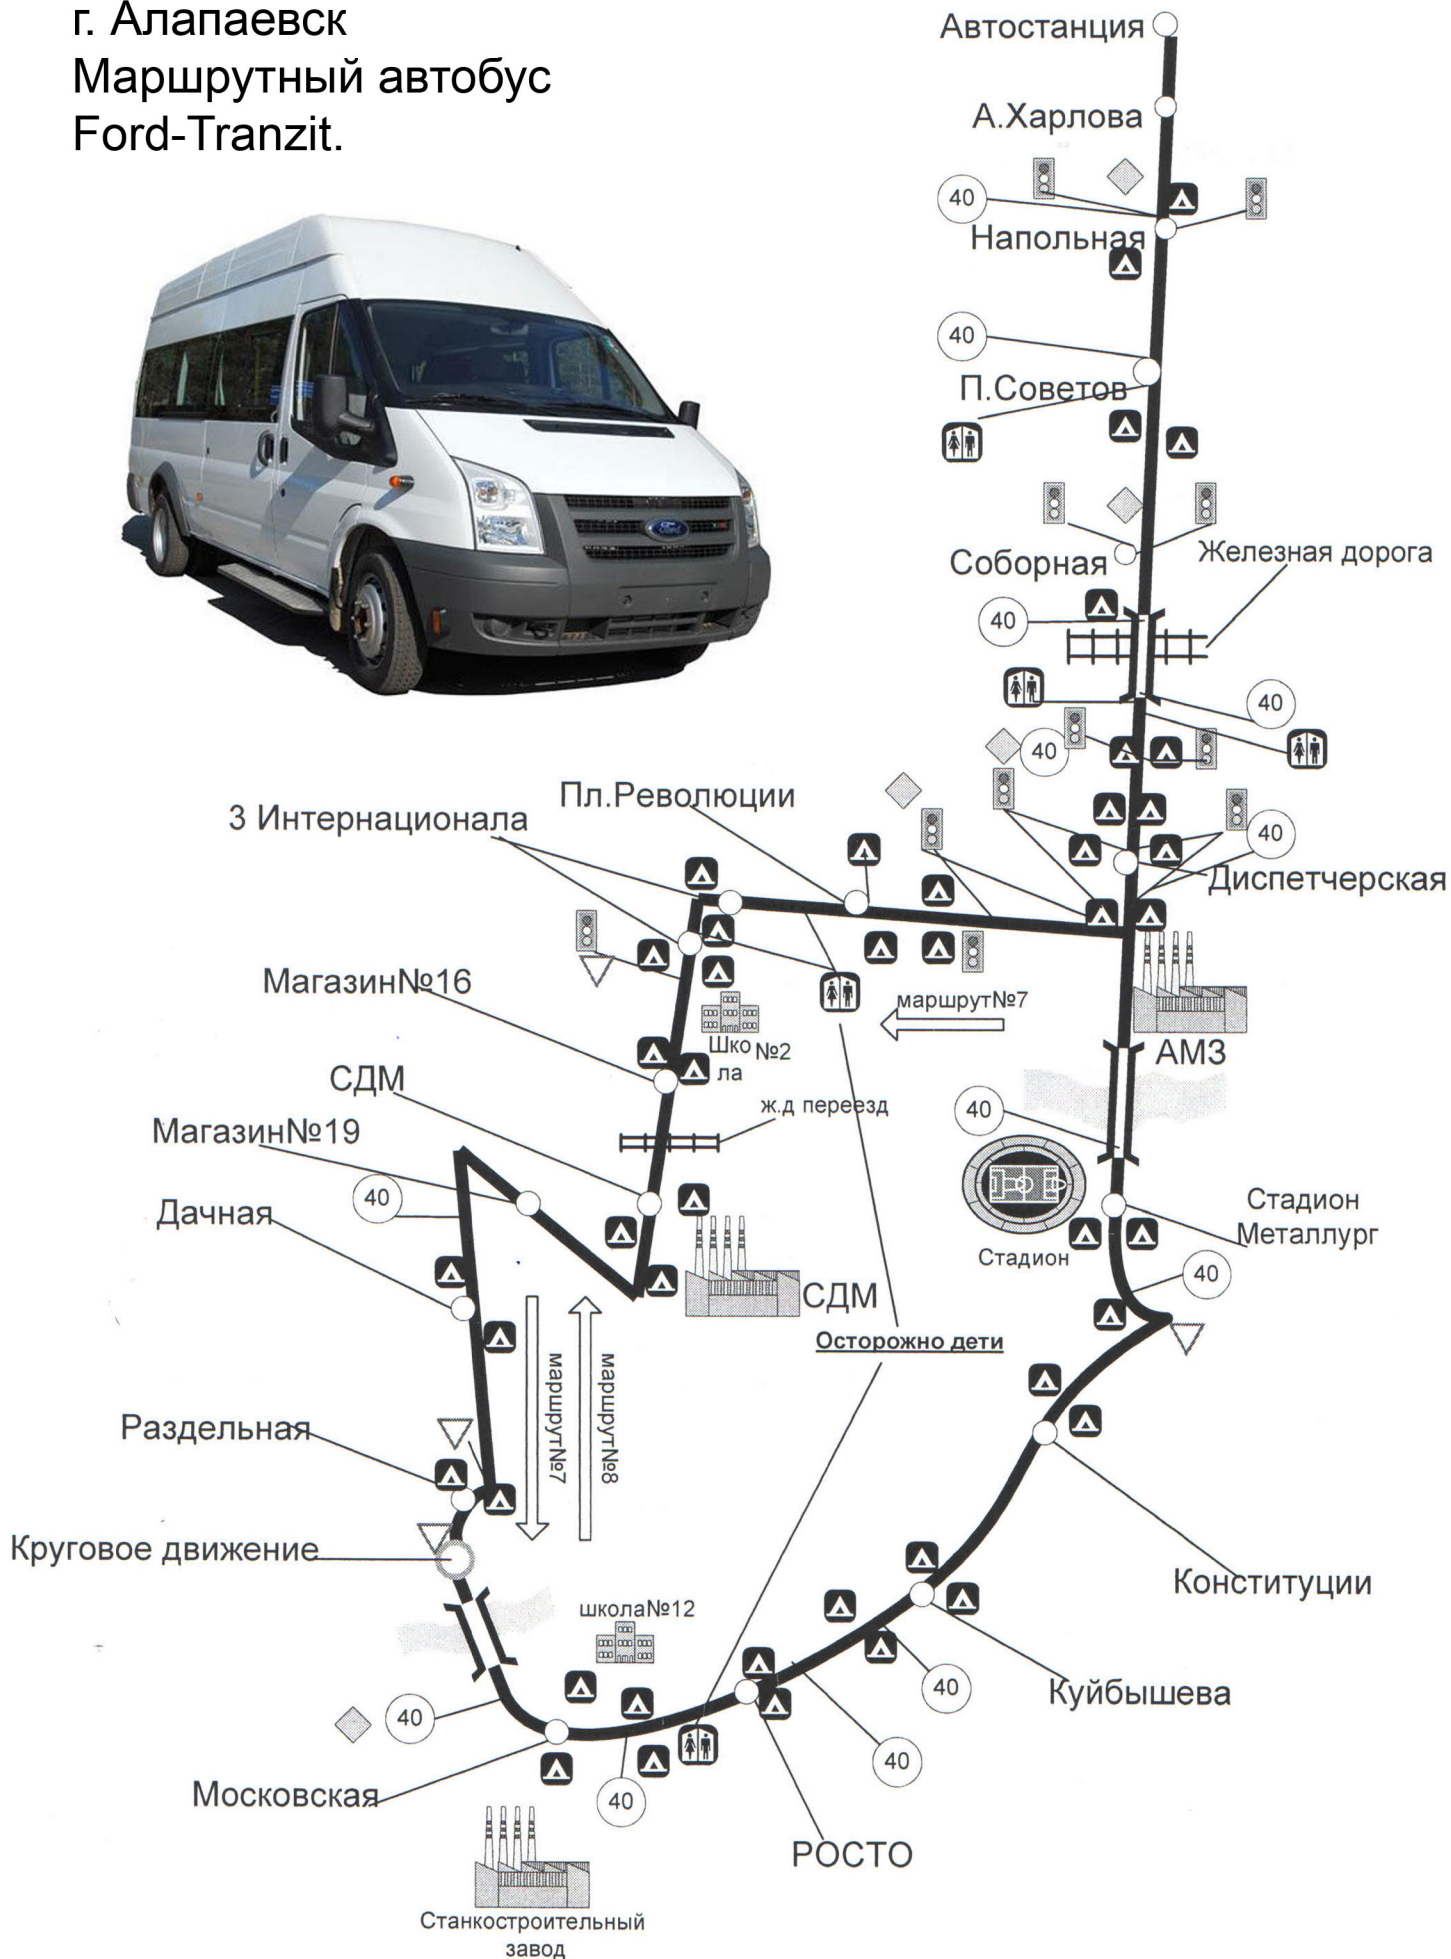 г. Алапаевск
Маршрутный автобус
Ford-Tranzit.
Автостанция
А.Харлова
40
Напольная
40
П.Советов
Ford
Соборная
Железная дорога
40
40
40
Пл.Революции
3 Интернационала
40
Диспетчерская
Магазин№16
маршрут№7
Шко №2
ла
АМЗ
СДМ
ж.д переезд
40
Магазин№19
40
Дачная
Стадион
Металлург
Стадион
40
СДМ
Осторожно дети
маршрут№7
маршрут№8
Раздельная
Круговое движение
Конституции
школа№12
40
Куйбышева
40
40
Московская
40
РОСТО
Станкостроительный
завод